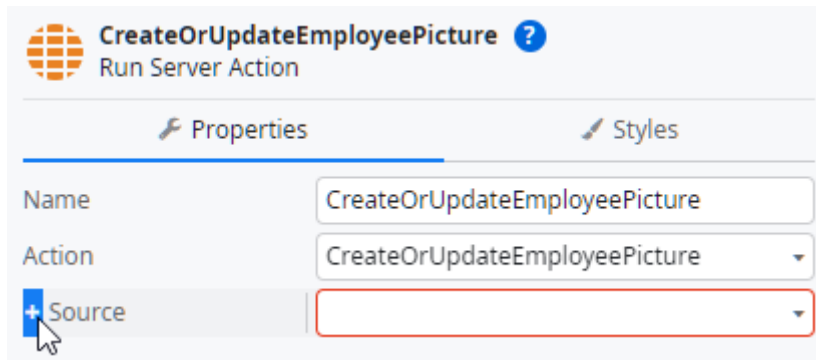 CreateOrUpdateEmployeePicture ?
Run Server Action
Properties Styles
Name CreateOrUpdateEmployeePicture
Action CreateOrUpdateEmployeePicture
+ Source